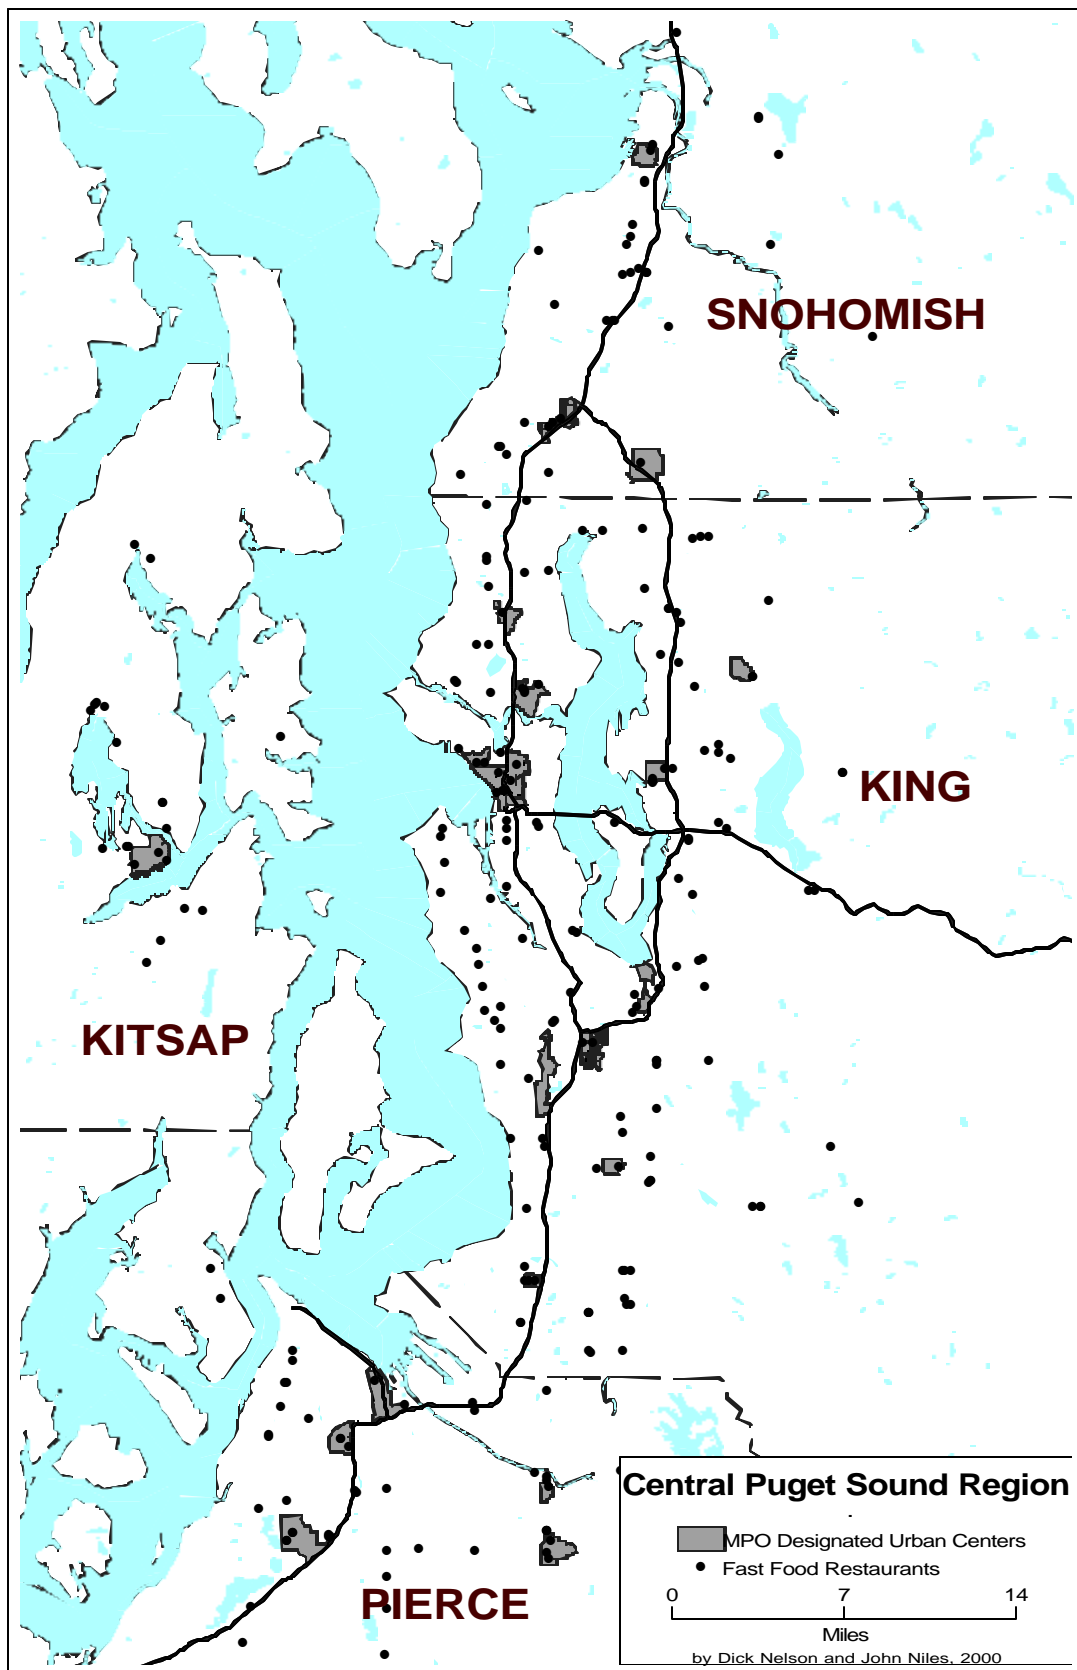 SNOHOMISH
KING
KITSAP
PIERCE
Central Puget Sound Region
MPO Designated Urban Centers
Fast Food Restaurants
0 7 14
Miles
by Dick Nelson and John Niles, 2000